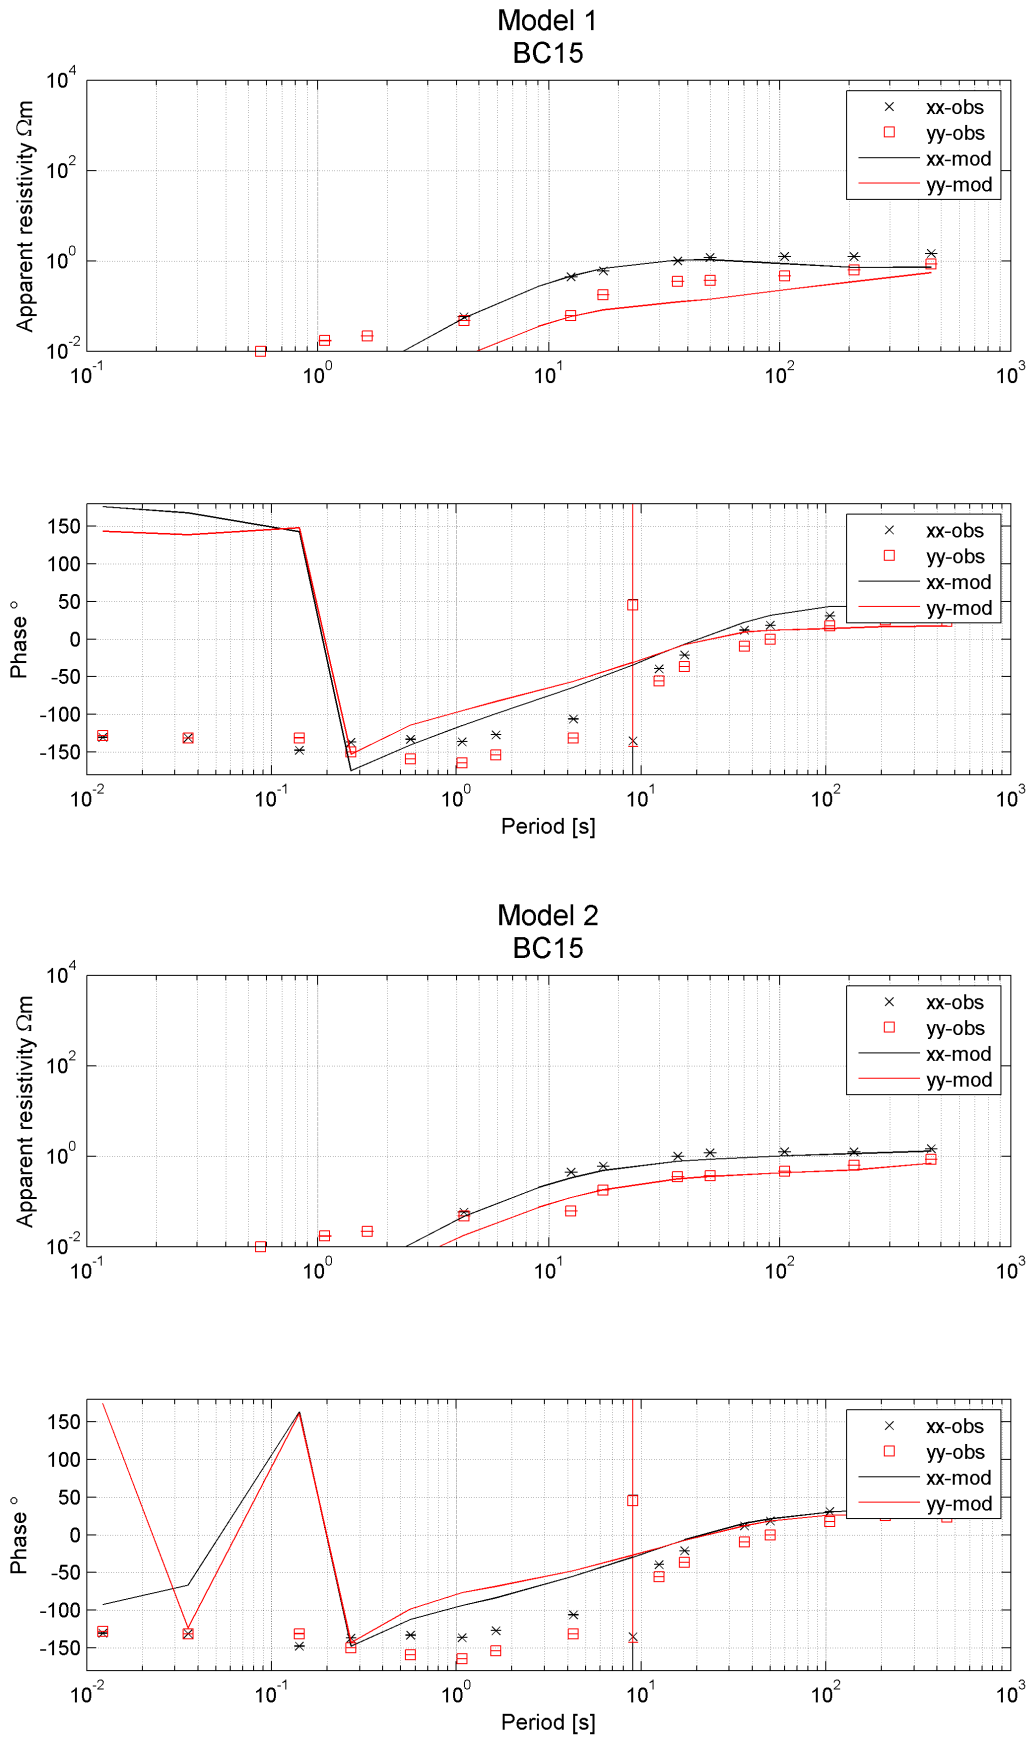 Model 1
BC15
Apparent resistivity Ωm
10^4
10^2
10^0
10^-2
10^-1
10^0
10^1
10^2
10^3
xx-obs
yy-obs
xx-mod
yy-mod
Phase °
150
100
50
0
-50
-100
-150
10^-2
10^-1
10^0
10^1
10^2
10^3
Period [s]
xx-obs
yy-obs
xx-mod
yy-mod
Model 2
BC15
Apparent resistivity Ωm
10^4
10^2
10^0
10^-2
10^-1
10^0
10^1
10^2
10^3
xx-obs
yy-obs
xx-mod
yy-mod
Phase °
150
100
50
0
-50
-100
-150
10^-2
10^-1
10^0
10^1
10^2
10^3
Period [s]
xx-obs
yy-obs
xx-mod
yy-mod